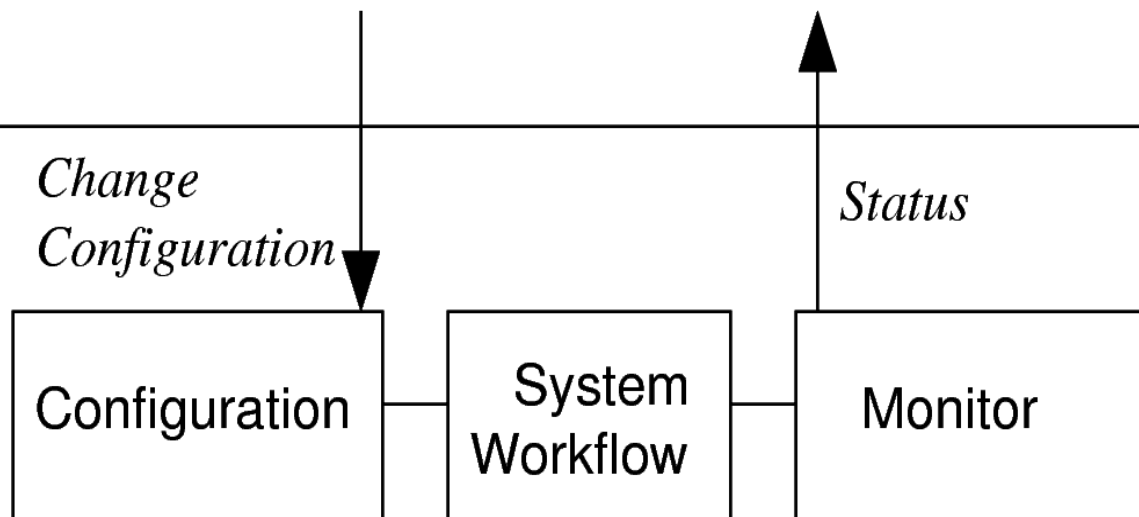 Change
Configuration
Status
Configuration
System
Workflow
Monitor